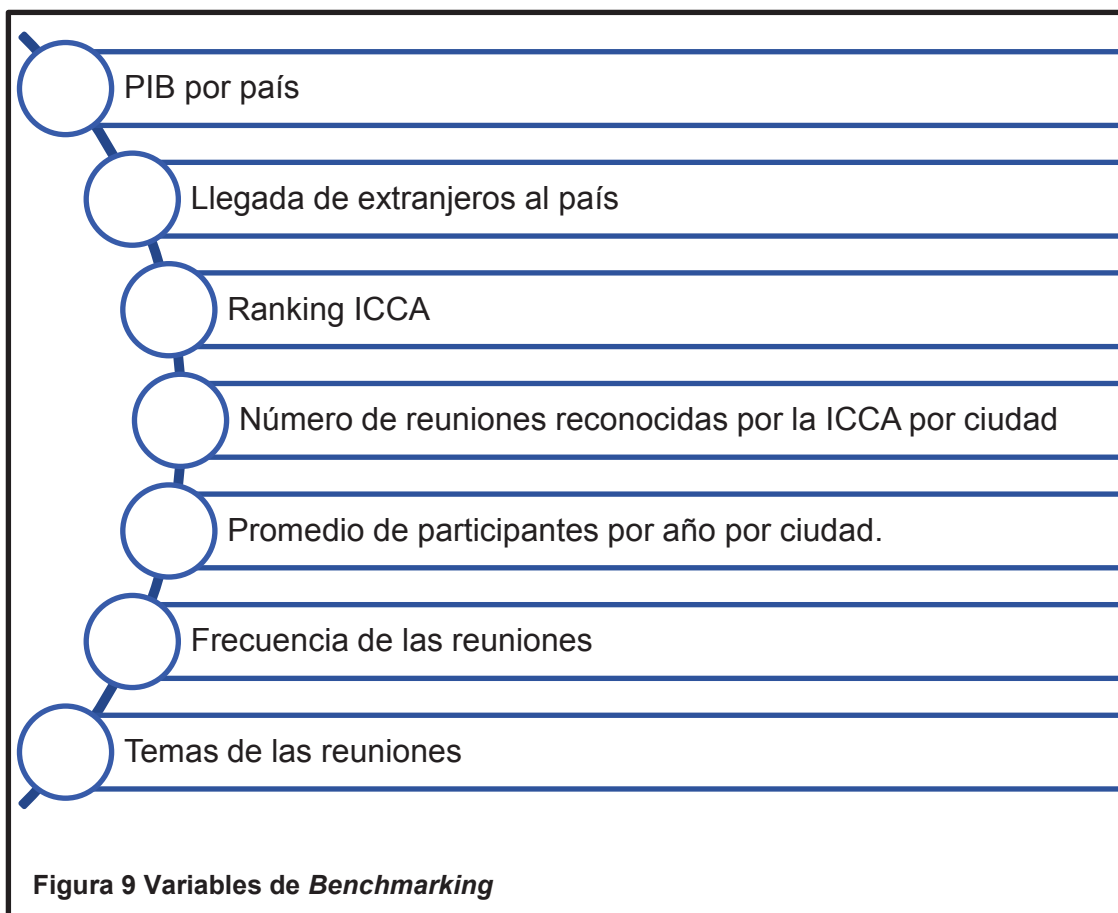 PIB por país
Llegada de extranjeros al país
Ranking ICCA
Número de reuniones reconocidas por la ICCA por ciudad
Promedio de participantes por año por ciudad.
Frecuencia de las reuniones
Temas de las reuniones
Figura 9 Variables de Benchmarking